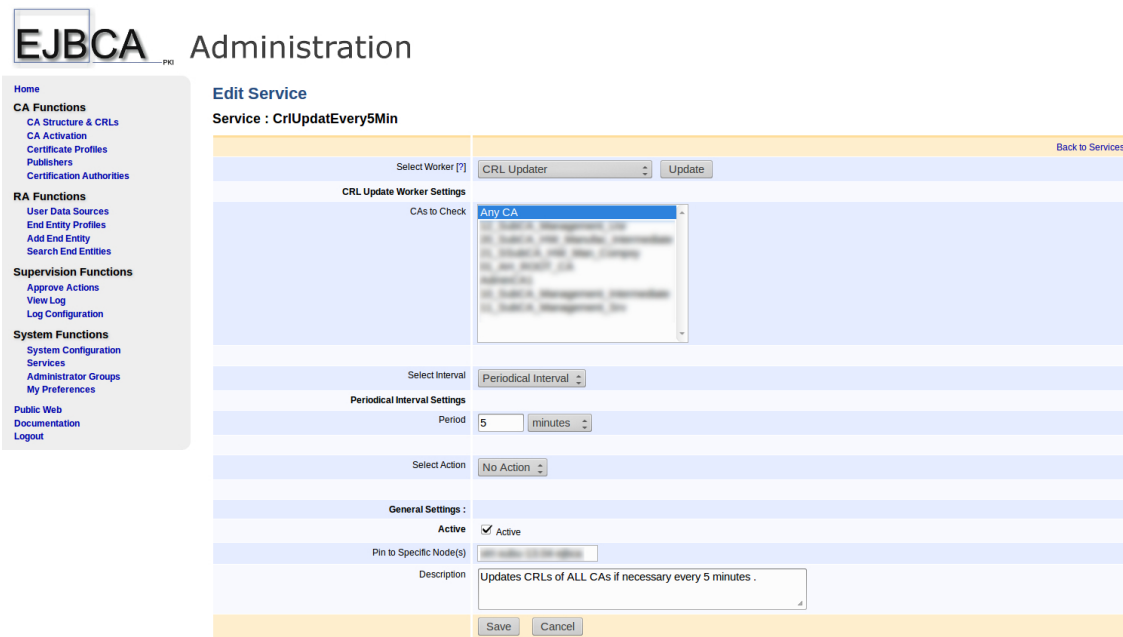 EJBCA PKI Administration
Home
CA Functions
CA Structure & CRLs
CA Activation
Certificate Profiles
Publishers
Certification Authorities
RA Functions
User Data Sources
End Entity Profiles
Add End Entity
Search End Entities
Supervision Functions
Approve Actions
View Log
Log Configuration
System Functions
System Configuration
Services
Administrator Groups
My Preferences
Public Web
Documentation
Logout
Edit Service
Service : CrlUpdatEvery5Min
Back to Services
Select Worker [?] CRL Updater Update
CRL Update Worker Settings
CAs to Check Any CA
Select Interval Periodical Interval
Periodical Interval Settings
Period 5 minutes
Select Action No Action
General Settings :
Active Active
Pin to Specific Node(s)
Description Updates CRLs of ALL CAs if necessary every 5 minutes .
Save Cancel